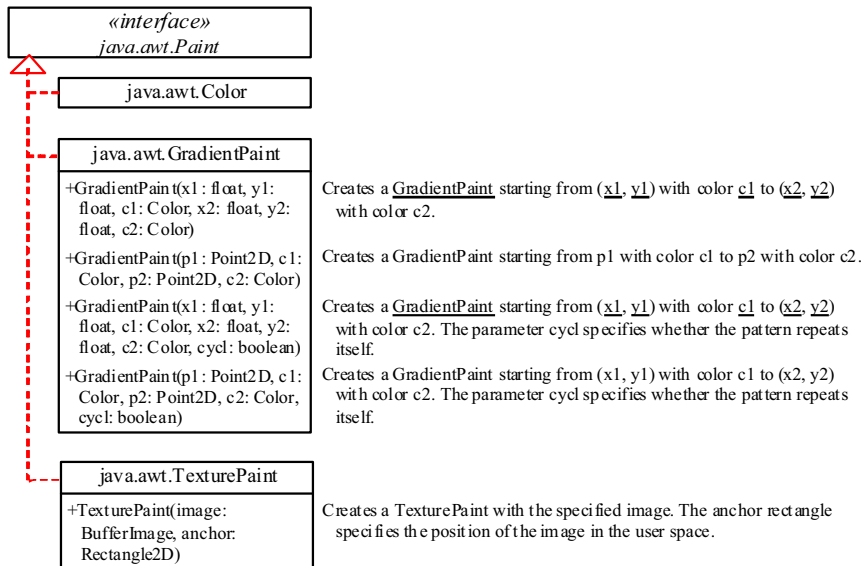 «interface»
java.awt.Paint
java.awt.Color
java.awt.GradientPaint
+GradientPaint(x1 : float, y1:
float, c1: Color, x2: float, y2:
float, c2: Color)
Creates a GradientPaint starting from (x1, y1) with color c1 to (x2, y2)
with color c2.
+GradientPaint(p1 : Point2D, c1:
Color, p2: Point2D, c2: Color)
Creates a GradientPaint starting from p1 with color c1 to p2 with color c2.
+GradientPaint(x1 : float, y1:
float, c1: Color, x2: float, y2:
float, c2: Color, cycl: boolean)
Creates a GradientPaint starting from (x1, y1) with color c1 to (x2, y2)
with color c2. The parameter cycl specifies whether the pattern repeats
itself.
+GradientPaint(p1 : Point2D, c1:
Color, p2: Point2D, c2: Color,
cycl: boolean)
Creates a GradientPaint starting from (x1, y1) with color c1 to (x2, y2)
with color c2. The parameter cycl specifies whether the pattern repeats
itself.
java.awt.TexturePaint
+TexturePaint(image:
BufferImage, anchor:
Rectangle2D)
Creates a TexturePaint with the specified image. The anchor rectangle
specifies the position of the image in the user space.